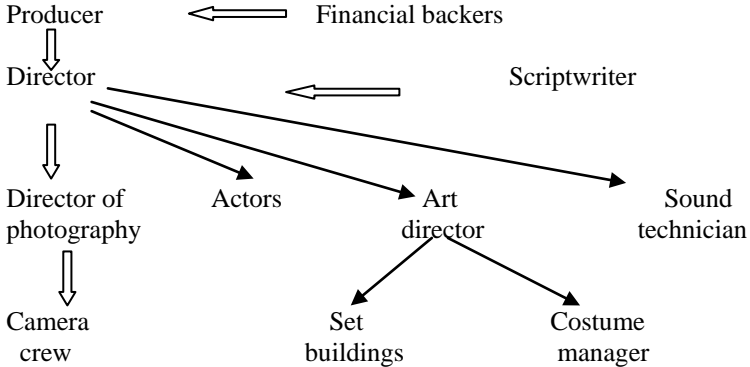 Producer Financial backers
Director Scriptwriter
Director of photography
Actors
Art director
Sound technician
Camera crew
Set buildings
Costume manager